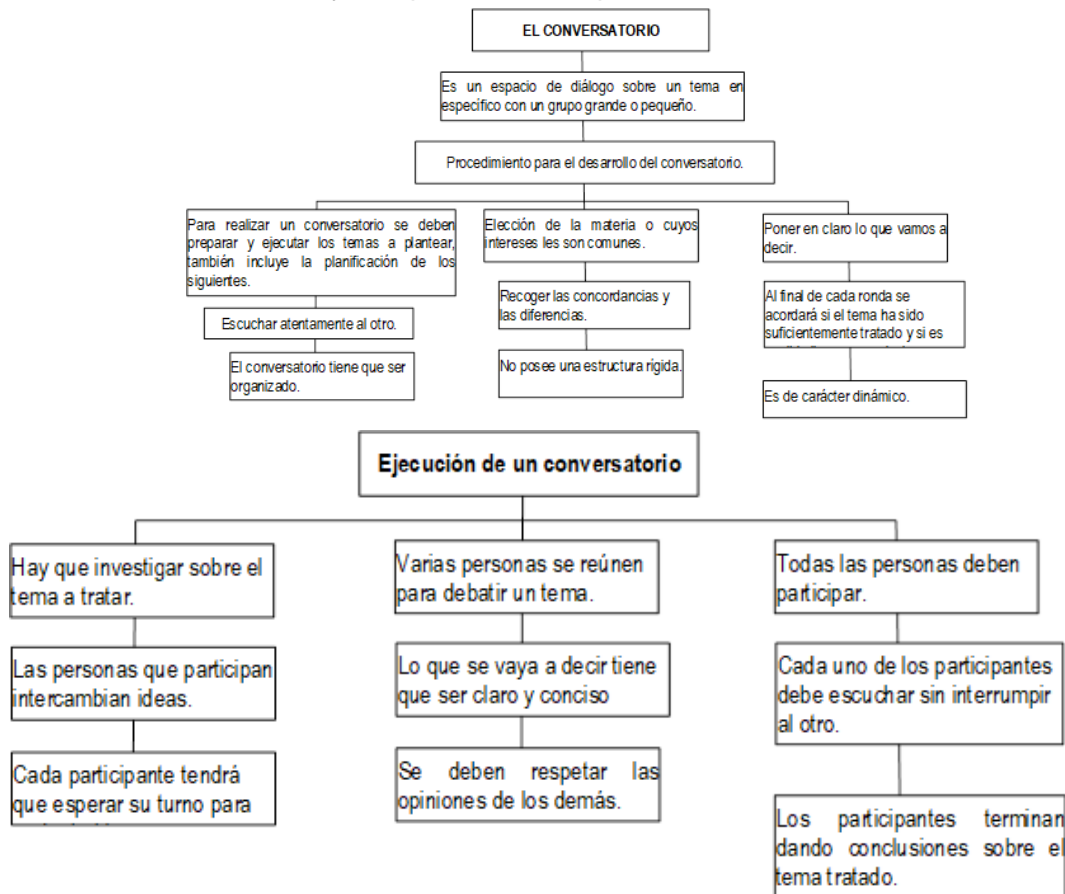 EL CONVERSATORIO
Es un espacio de diálogo sobre un tema en
específico con un grupo grande o pequeño.
Procedimiento para el desarrollo del conversatorio.
Para realizar un conversatorio se deben
preparar y ejecutar los temas a plantear,
también incluye la planificación de los
siguientes.
Escuchar atentamente al otro.
El conversatorio tiene que ser
organizado.
Elección de la materia o cuyos
intereses les son comunes.
Recoger las concordancias y
las diferencias.
No posee una estructura rígida.
Poner en claro lo que vamos a
decir.
Al final de cada ronda se
acordará si el tema ha sido
suficientemente tratado y si es
Es de carácter dinámico.
Ejecución de un conversatorio
Hay que investigar sobre el
tema a tratar.
Las personas que participan
intercambian ideas.
Cada participante tendrá
que esperar su turno para
Varias personas se reúnen
para debatir un tema.
Lo que se vaya a decir tiene
que ser claro y conciso
Se deben respetar las
opiniones de los demás.
Todas las personas deben
participar.
Cada uno de los participantes
debe escuchar sin interrumpir
al otro.
Los participantes terminan
dando conclusiones sobre el
tema tratado.